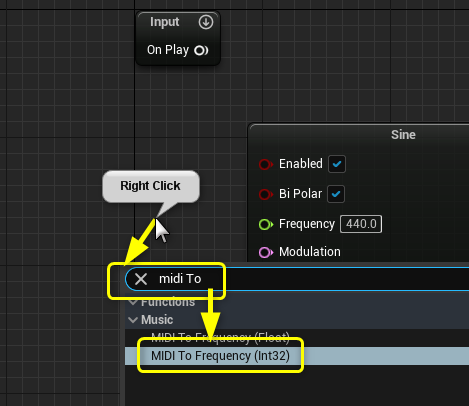 Input
On Play
Sine
Enabled
Right Click
Bi Polar
Frequency 440.0
Modulation
midi To
Functions
Music
MIDI To Frequency (Float)
MIDI To Frequency (Int32)